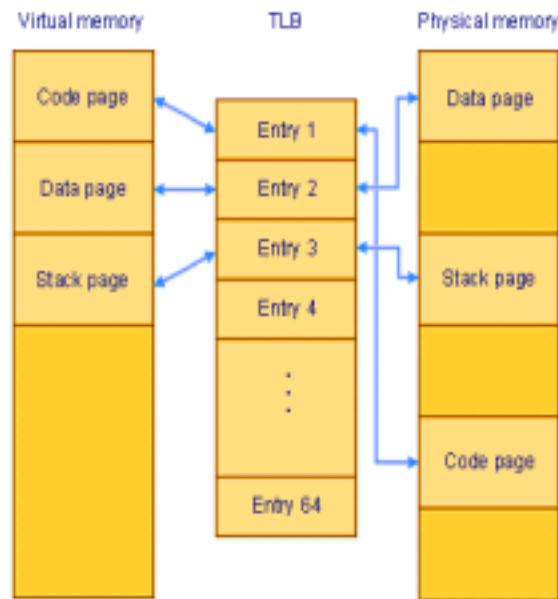 Virtual memory
TLB
Physical memory
Code page
Data page
Stack page
Entry 1
Entry 2
Entry 3
Entry 4
Entry 64
Data page
Stack page
Code page